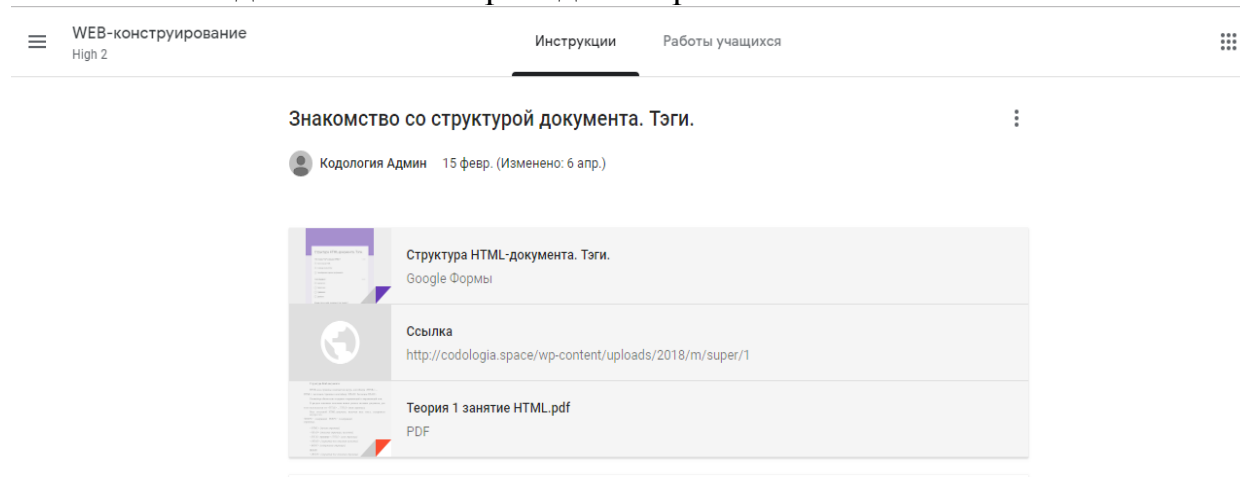 WEB-конструирование
High 2
Инструкции
Работы учащихся
Знакомство со структурой документа. Тэги.
Кодология Админ 15 февр. (Изменено: 6 апр.)
Структура HTML-документа. Тэги.
Google Формы
Ссылка
http://codologia.space/wp-content/uploads/2018/m/super/1
Теория 1 занятие HTML.pdf
PDF